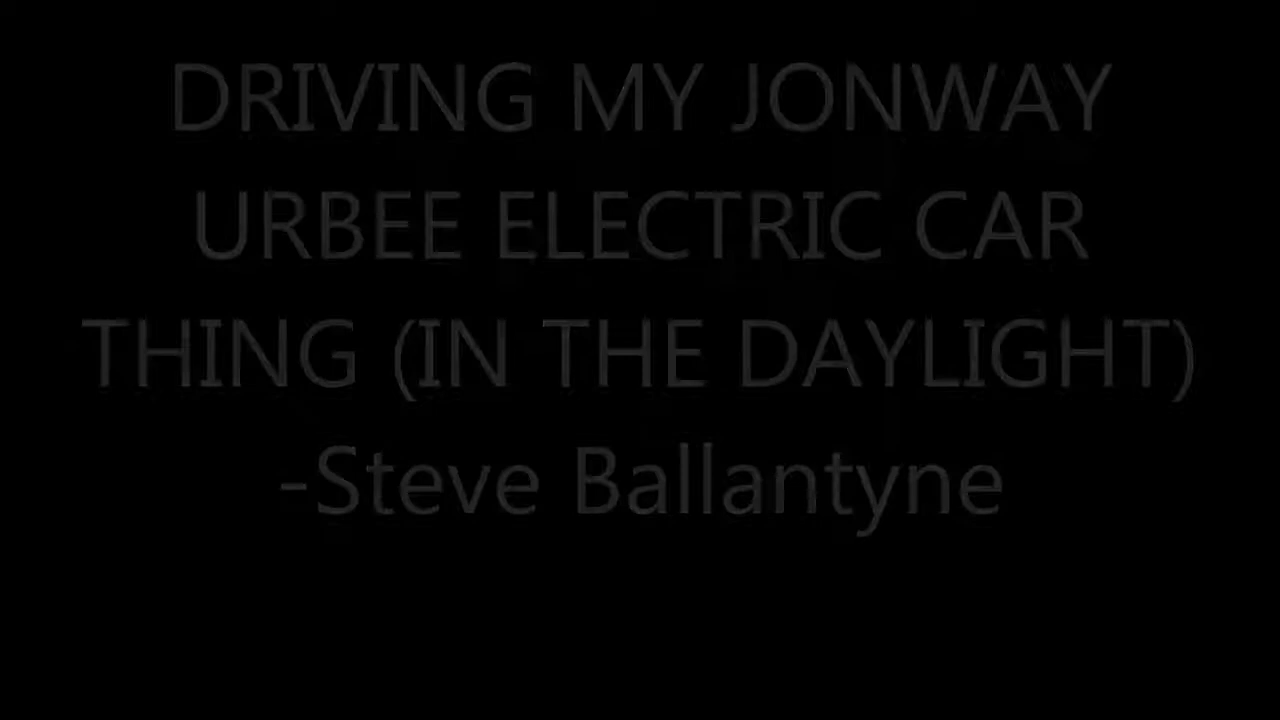 DRIVING MY JONWAY
URBEE ELECTRIC CAR
THING (IN THE DAYLIGHT)
-Steve Ballantyne